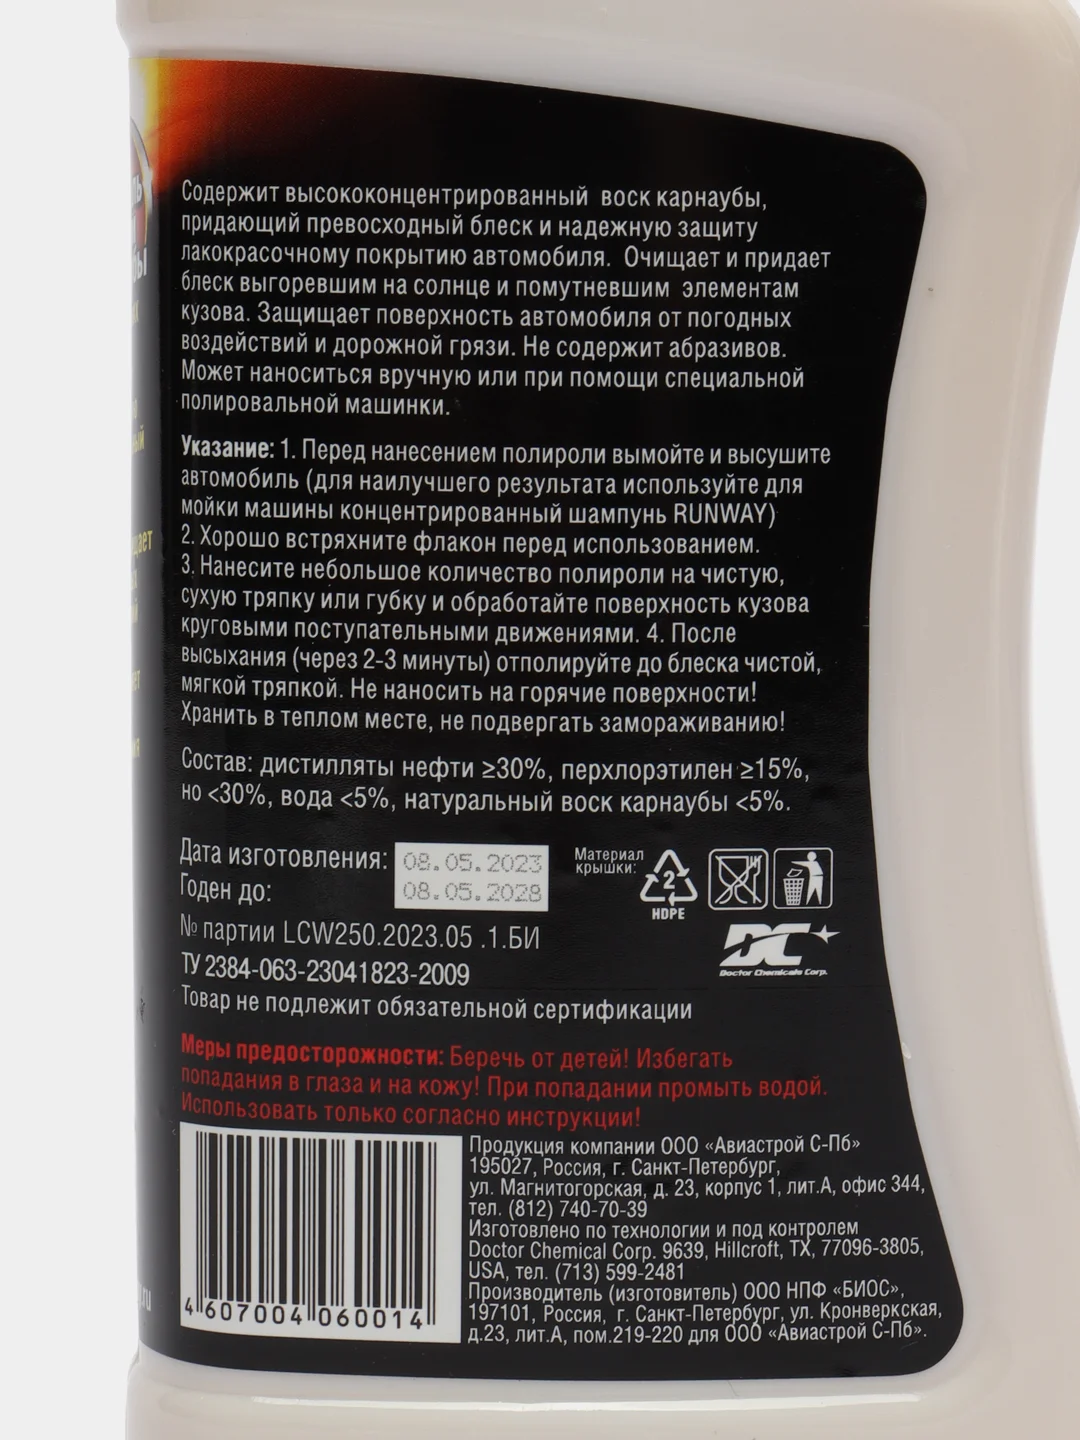 Содержит высококонцентрированный воск карнаубы,
придающий превосходный блеск и надежную защиту
лакокрасочному покрытию автомобиля. Очищает и придает
блеск выгоревшим на солнце и помутневшим элементам
кузова. Защищает поверхность автомобиля от погодных
воздействий и дорожной грязи. Не содержит абразивов.
Может наноситься вручную или при помощи специальной
полировальной машинки.
Указание: 1. Перед нанесением полироли вымойте и высушите
автомобиль (для наилучшего результата используйте для
мойки машины концентрированный шампунь RUNWAY)
2. Хорошо встряхните флакон перед использованием.
3. Нанесите небольшое количество полироли на чистую,
сухую тряпку или губку и обработайте поверхность кузова
круговыми поступательными движениями. 4. После
высыхания (через 2-3 минуты) отполируйте до блеска чистой,
мягкой тряпкой. Не наносить на горячие поверхности!
Хранить в теплом месте, не подвергать замораживанию!
Состав: дистилляты нефти ≥30%, перхлорэтилен ≥15%,
но <30%, вода <5%, натуральный воск карнаубы <5%.
Дата изготовления: 08.05.2023
Годен до: 08.05.2028
Материал
крышки:
2
HDPE
DC
Doctor Chemicals Corp.
№ партии LCW250.2023.05 .1.БИ
ТУ 2384-063-23041823-2009
Товар не подлежит обязательной сертификации
Меры предосторожности: Беречь от детей! Избегать
попадания в глаза и на кожу! При попадании промыть водой.
Использовать только согласно инструкции!
4 607004 060014
Продукция компании ООО «Авиастрой С-Пб»
195027, Россия, г. Санкт-Петербург,
ул. Магнитогорская, д. 23, корпус 1, лит.А, офис 344,
тел. (812) 740-70-39
Изготовлено по технологии и под контролем
Doctor Chemical Corp. 9639, Hillcroft, TX, 77096-3805,
USA, тел. (713) 599-2481
Производитель (изготовитель) ООО НПФ «БИОС»,
197101, Россия, г. Санкт-Петербург, ул. Кронверкская,
д.23, лит.А, пом.219-220 для ООО «Авиастрой С-Пб».